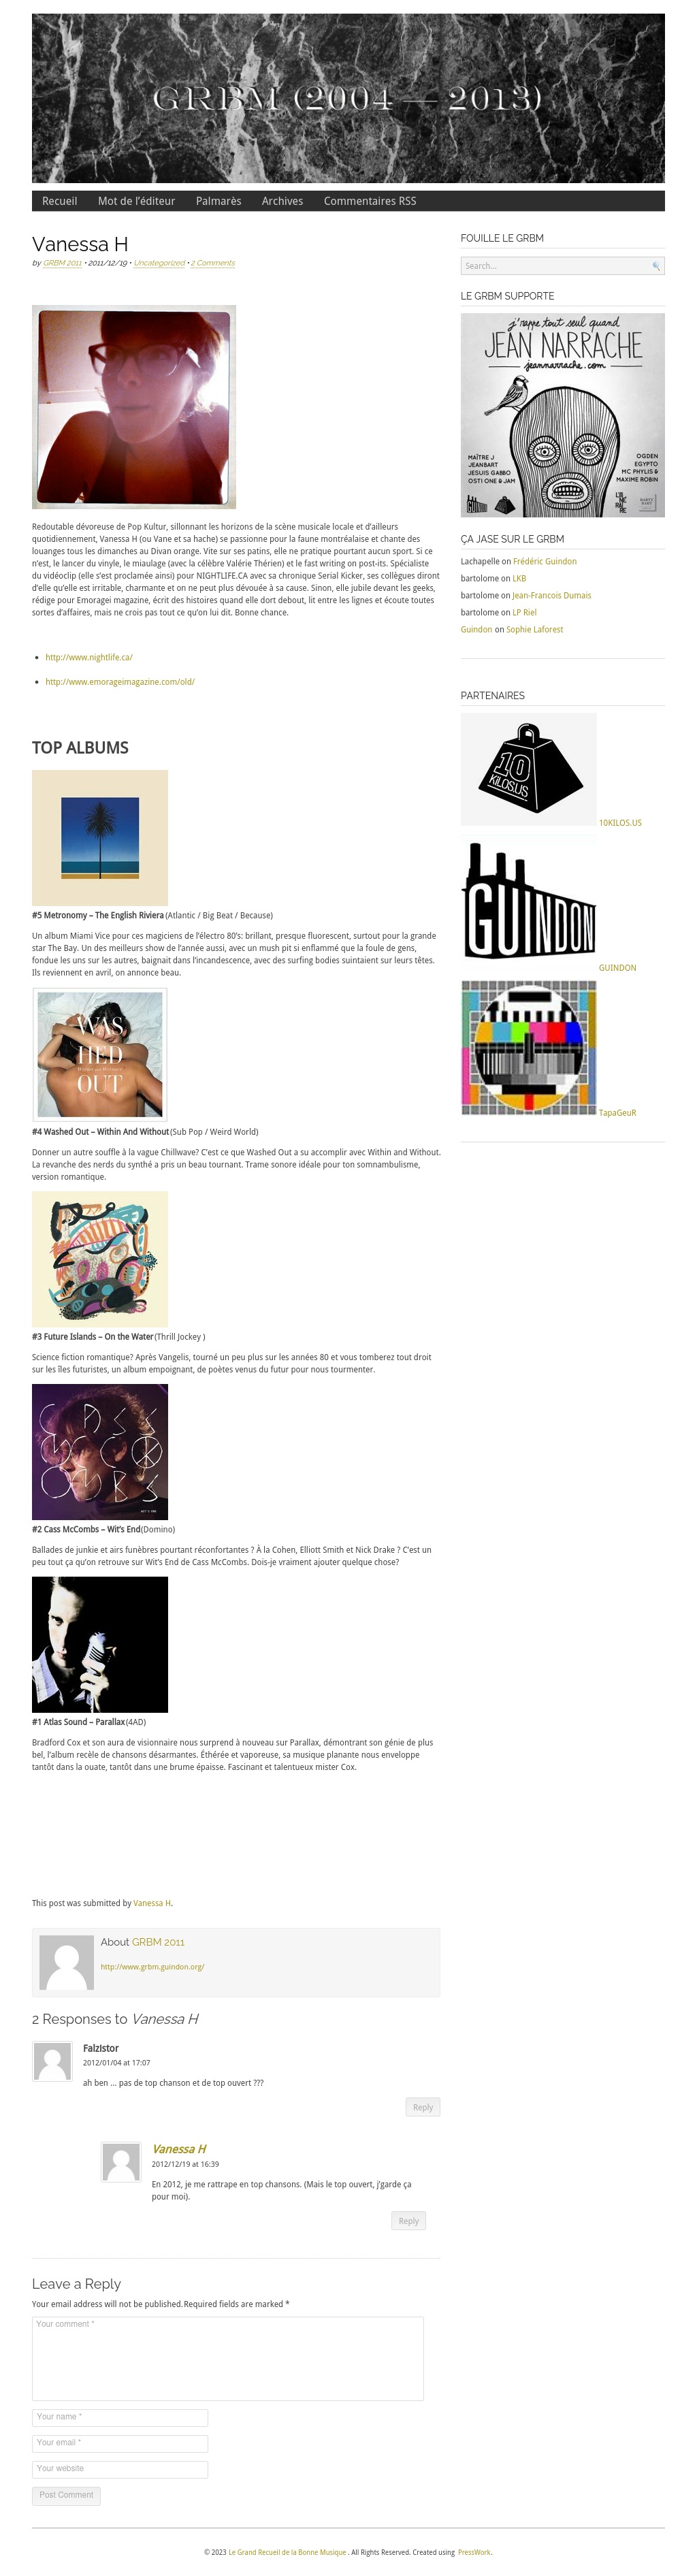 GRBM (2004 — 2013)
Recueil Mot de l’éditeur Palmarès Archives Commentaires RSS
Vanessa H
by GRBM 2011 • 2011/12/19 • Uncategorized • 2 Comments
Redoutable dévoreuse de Pop Kultur, sillonnant les horizons de la scène musicale locale et d’ailleurs
quotidiennement, Vanessa H (ou Vane et sa hache) se passionne pour la faune montréalaise et chante des
louanges tous les dimanches au Divan orange. Vite sur ses patins, elle ne pratique pourtant aucun sport. Si ce
n’est, le lancer du vinyle, le miaulage (avec la célèbre Valérie Thérien) et le fast writing on post-its. Spécialiste
du vidéoclip (elle s’est proclamée ainsi) pour NIGHTLIFE.CA avec sa chronique Serial Kicker, ses collègues diront
d’elle qu’elle est irritable, charmante et on ne peut plus dévouée à sa cause. Sinon, elle jubile devant les geeks,
rédige pour Emoragei magazine, écrit des histoires quand elle dort debout, lit entre les lignes et écoute toutes
sortes d’affaires, mais ne crois pas tout ce qu’on lui dit. Bonne chance.
http://www.nightlife.ca/
http://www.emorageimagazine.com/old/
TOP ALBUMS
#5 Metronomy – The English Riviera (Atlantic / Big Beat / Because)
Un album Miami Vice pour ces magiciens de l’électro 80’s: brillant, presque fluorescent, surtout pour la grande
star The Bay. Un des meilleurs show de l’année aussi, avec un mush pit si enflammé que la foule de gens,
fondue les uns sur les autres, baignait dans l’incandescence, avec des surfing bodies suintaient sur leurs têtes.
Ils reviennent en avril, on annonce beau.
WAS
HED
OUT
#4 Washed Out – Within And Without (Sub Pop / Weird World)
Donner un autre souffle à la vague Chillwave? C’est ce que Washed Out a su accomplir avec Within and Without.
La revanche des nerds du synthé a pris un beau tournant. Trame sonore idéale pour ton somnambulisme,
version romantique.
#3 Future Islands – On the Water (Thrill Jockey )
Science fiction romantique? Après Vangelis, tourné un peu plus sur les années 80 et vous tomberez tout droit
sur les îles futuristes, un album empoignant, de poètes venus du futur pour nous tourmenter.
CASS
MCCO
OMBS
#2 Cass McCombs – Wit’s End(Domino)
Ballades de junkie et airs funèbres pourtant réconfortantes ? À la Cohen, Elliott Smith et Nick Drake ? C’est un
peu tout ça qu’on retrouve sur Wit’s End de Cass McCombs. Dois-je vraiment ajouter quelque chose?
#1 Atlas Sound – Parallax (4AD)
Bradford Cox et son aura de visionnaire nous surprend à nouveau sur Parallax, démontrant son génie de plus
bel, l’album recèle de chansons désarmantes. Éthérée et vaporeuse, sa musique planante nous enveloppe
tantôt dans la ouate, tantôt dans une brume épaisse. Fascinant et talentueux mister Cox.
This post was submitted by Vanessa H.
About GRBM 2011
http://www.grbm.guindon.org/
2 Responses to Vanessa H
FalzIstor
2012/01/04 at 17:07
ah ben … pas de top chanson et de top ouvert ???
Reply
Vanessa H
2012/12/19 at 16:39
En 2012, je me rattrape en top chansons. (Mais le top ouvert, j’garde ça
pour moi).
Reply
Leave a Reply
Your email address will not be published.Required fields are marked *
Your comment *
Your name *
Your email *
Your website
Post Comment
FOUILLE LE GRBM
Search...
LE GRBM SUPPORTE
j’rappe tout seul quand
JEAN NARRACHE
jeannarrache.com
MAÎTRE J
JEANBART
JESUIS GABBO
OSTI ONE & JAM
OGDEN
EGYPTO
MC PHYLIS &
MAXIME ROBIN
ÇA JASE SUR LE GRBM
Lachapelle on Frédéric Guindon
bartolome on LKB
bartolome on Jean-Francois Dumais
bartolome on LP Riel
Guindon on Sophie Laforest
PARTENAIRES
10
KILOS.US
10KILOS.US
GUINDON
GUINDON
TapaGeuR
© 2023 Le Grand Recueil de la Bonne Musique . All Rights Reserved. Created using PressWork.